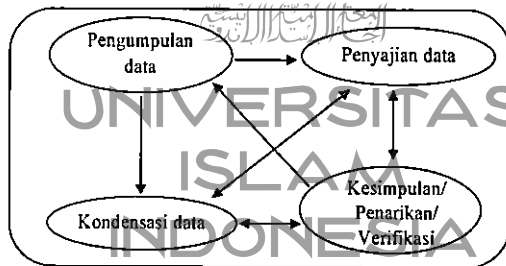 Pengumpulan
data
Penyajian data
UNIVERSITAS
ISLAM
Kondensasi data
Kesimpulan/
Penarikan/
Verifikasi
INDONESIA